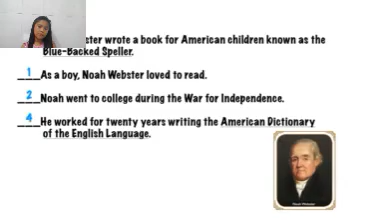 ster wrote a book for American children known as the
Blue-Backed Speller.
1 As a boy, Noah Webster loved to read.
2 Noah went to college during the War for Independence.
4 He worked for twenty years writing the American Dictionary
of the English Language.